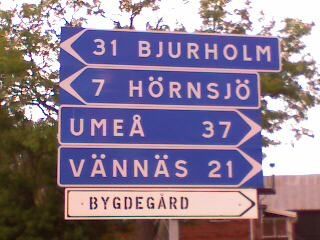 31 BJURHOLM
7 HÖRNSJÖ
UMEÅ 37
VÄNNÄS 21
BYGDEGÅRD